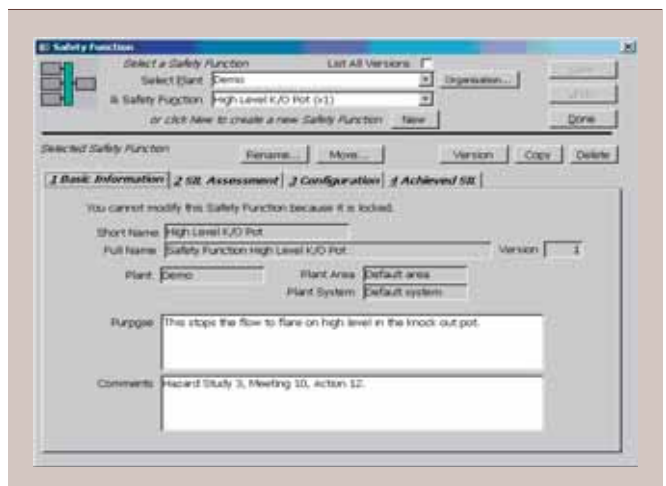 Safety Function
Select a Safety Function List All Versions
Select Plant Demo Organisation...
& Safety Function High Level K/O Pot (v1)
or click New to create a new Safety Function New Done
Selected Safety Function Rename... Move... Version Copy Delete
1 Basic Information 2 SIL Assessment 3 Configuration 4 Achieved SIL
You cannot modify this Safety Function because it is locked.
Short Name High Level K/O Pot
Full Name Safety Function High Level K/O Pot Version 1
Plant Demo Plant Area Default area
Plant System Default system
Purpose This stops the flow to flare on high level in the knock out pot.
Comments Hazard Study 3, Meeting 10, Action 12.